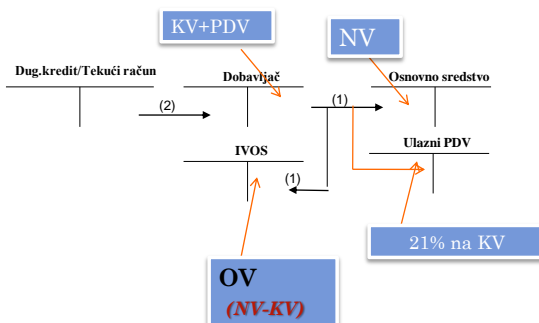 KV+PDV
NV
Dug.kredit/Tekući račun
Dobavljač
Osnovno sredstvo
(2)
(1)
IVOS
Ulazni PDV
(1)
21% na KV
OV
(NV-KV)